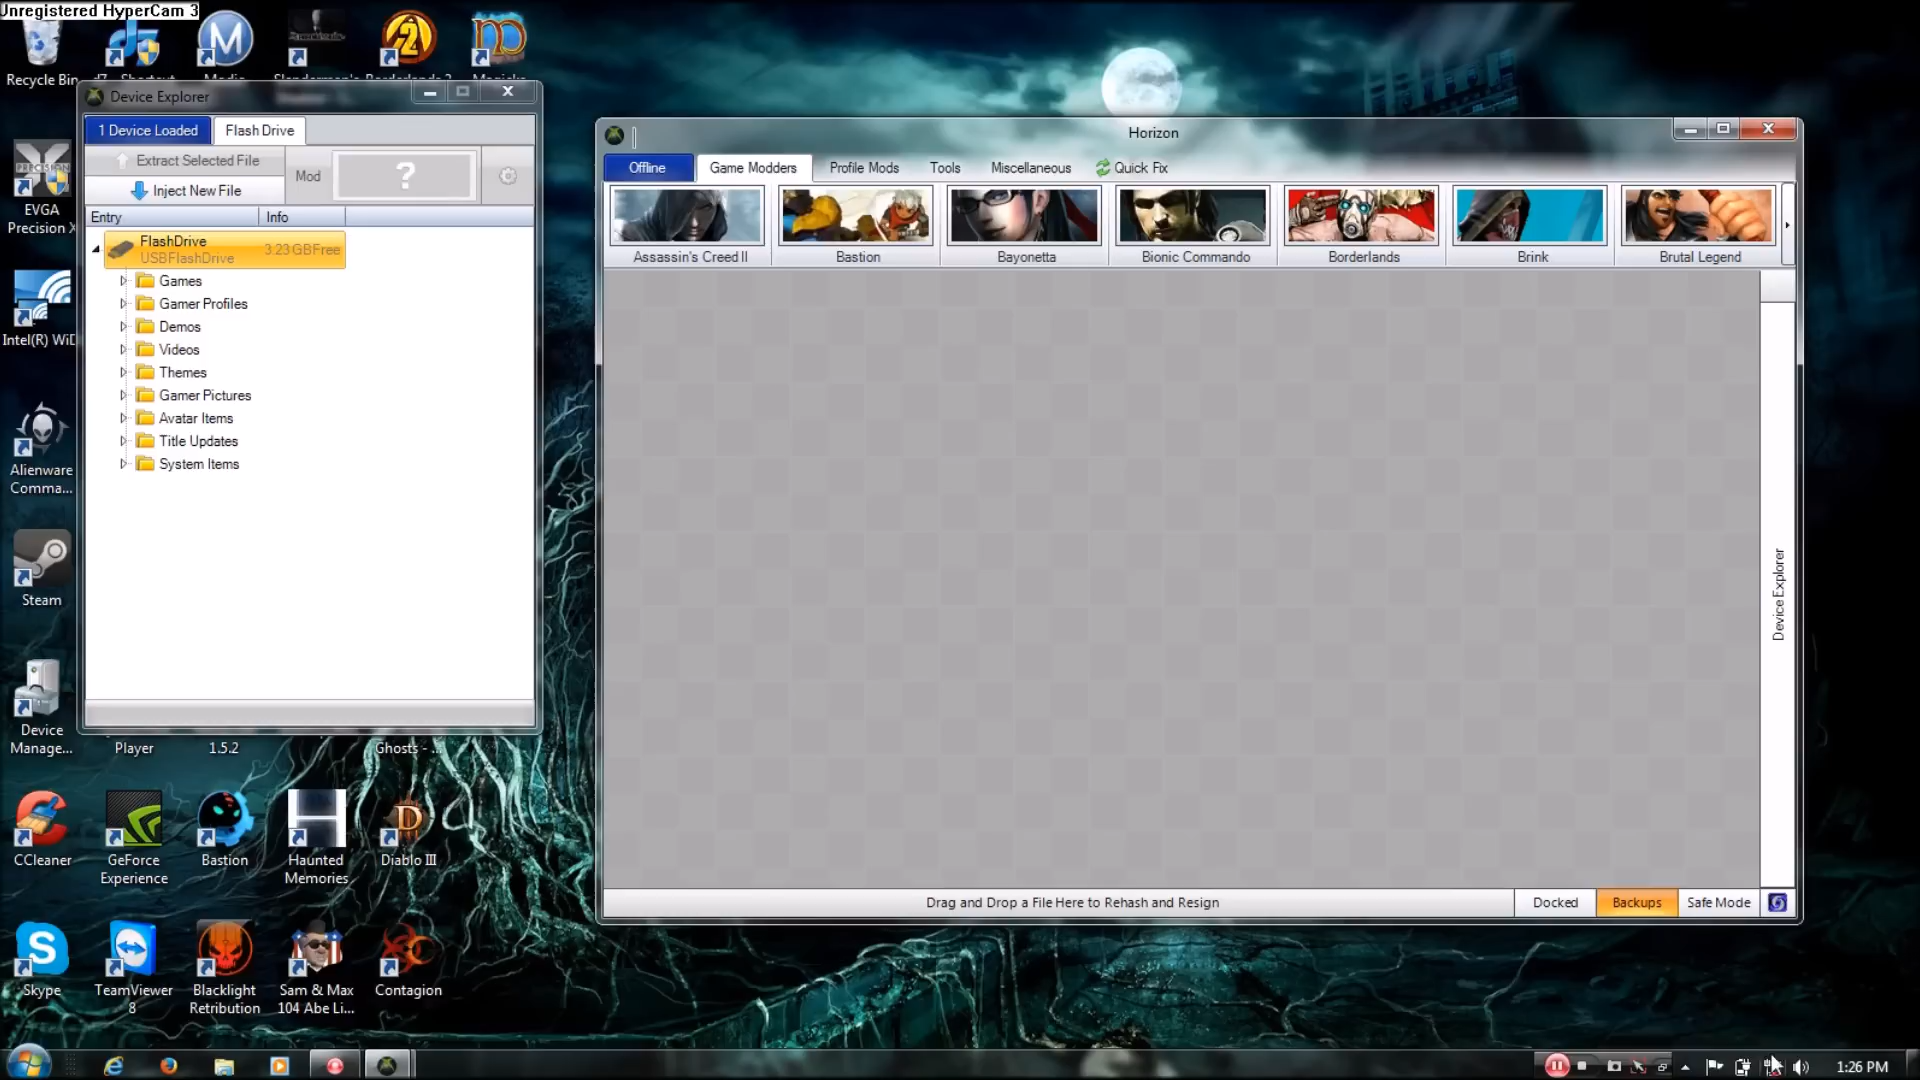 Unregistered HyperCam 3
Recycle Bin
Device Explorer
1 Device Loaded
Flash Drive
Extract Selected File
Inject New File
Mod
?
Entry
Info
FlashDrive
USBFlashDrive
3.23 GB Free
Games
Gamer Profiles
Demos
Videos
Themes
Gamer Pictures
Avatar Items
Title Updates
System Items
Horizon
Offline
Game Modders
Profile Mods
Tools
Miscellaneous
Quick Fix
Assassin's Creed II
Bastion
Bayonetta
Bionic Commando
Borderlands
Brink
Brutal Legend
Device Explorer
Drag and Drop a File Here to Rehash and Resign
Docked
Backups
Safe Mode
PRECISION
EVGA
Precision X
Intel(R) WiD
Alienware
Comma...
Steam
Device
Manage...
Player
1.5.2
Ghosts - ...
CCleaner
GeForce
Experience
Bastion
Haunted
Memories
Diablo III
Skype
TeamViewer
8
Blacklight
Retribution
Sam & Max
104 Abe Li...
Contagion
1:26 PM